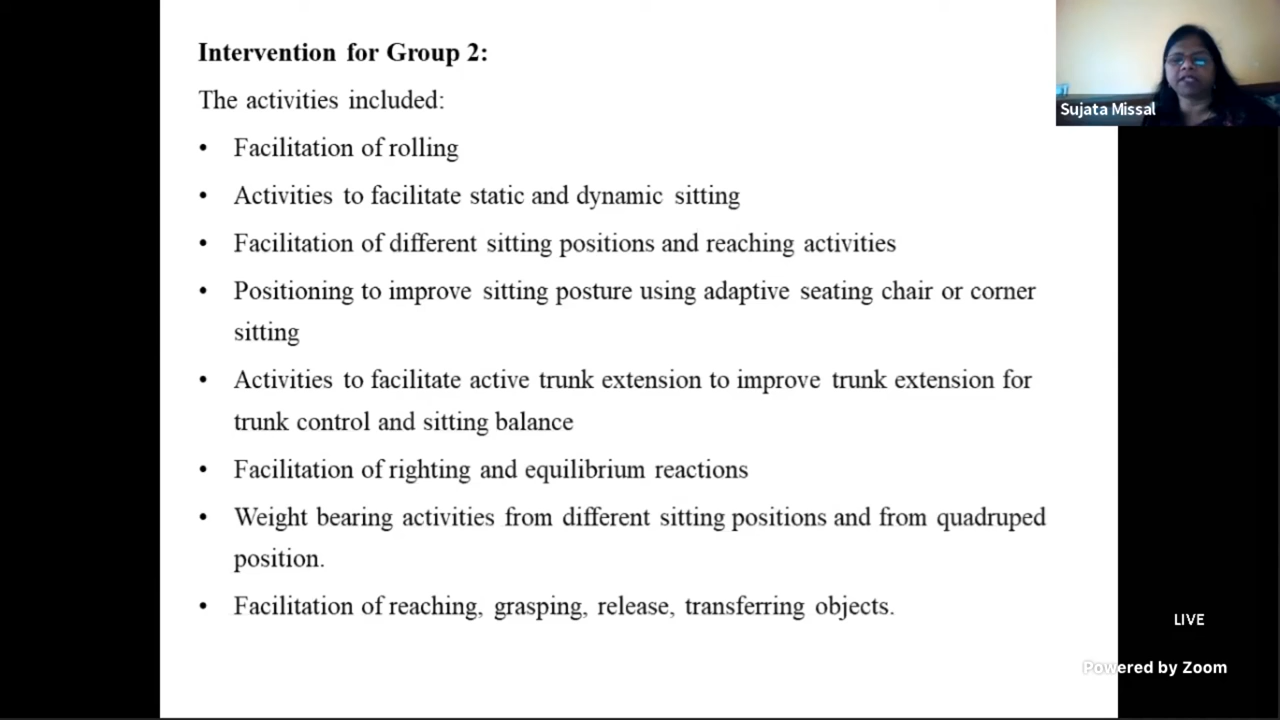 Intervention for Group 2:
The activities included:
• Facilitation of rolling
• Activities to facilitate static and dynamic sitting
• Facilitation of different sitting positions and reaching activities
• Positioning to improve sitting posture using adaptive seating chair or corner
sitting
• Activities to facilitate active trunk extension to improve trunk extension for
trunk control and sitting balance
• Facilitation of righting and equilibrium reactions
• Weight bearing activities from different sitting positions and from quadruped
position.
• Facilitation of reaching, grasping, release, transferring objects.
Sujata Missal
LIVE
Powered by Zoom